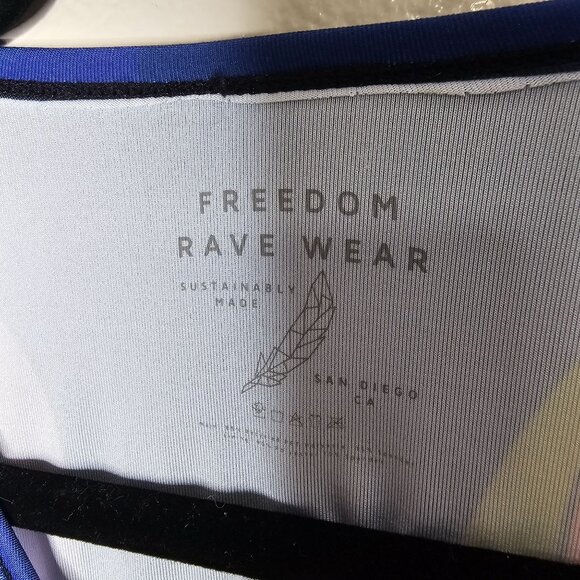 FREEDOM
RAVE WEAR
SUSTAINABLY
MADE
SAN DIEGO
CA